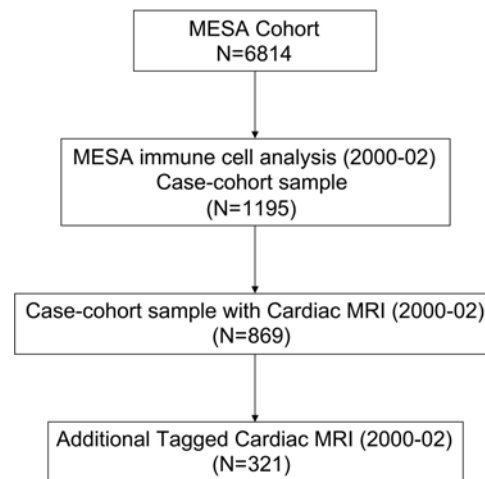 MESA Cohort
N=6814
MESA immune cell analysis (2000-02)
Case-cohort sample
(N=1195)
Case-cohort sample with Cardiac MRI (2000-02)
(N=869)
Additional Tagged Cardiac MRI (2000-02)
(N=321)